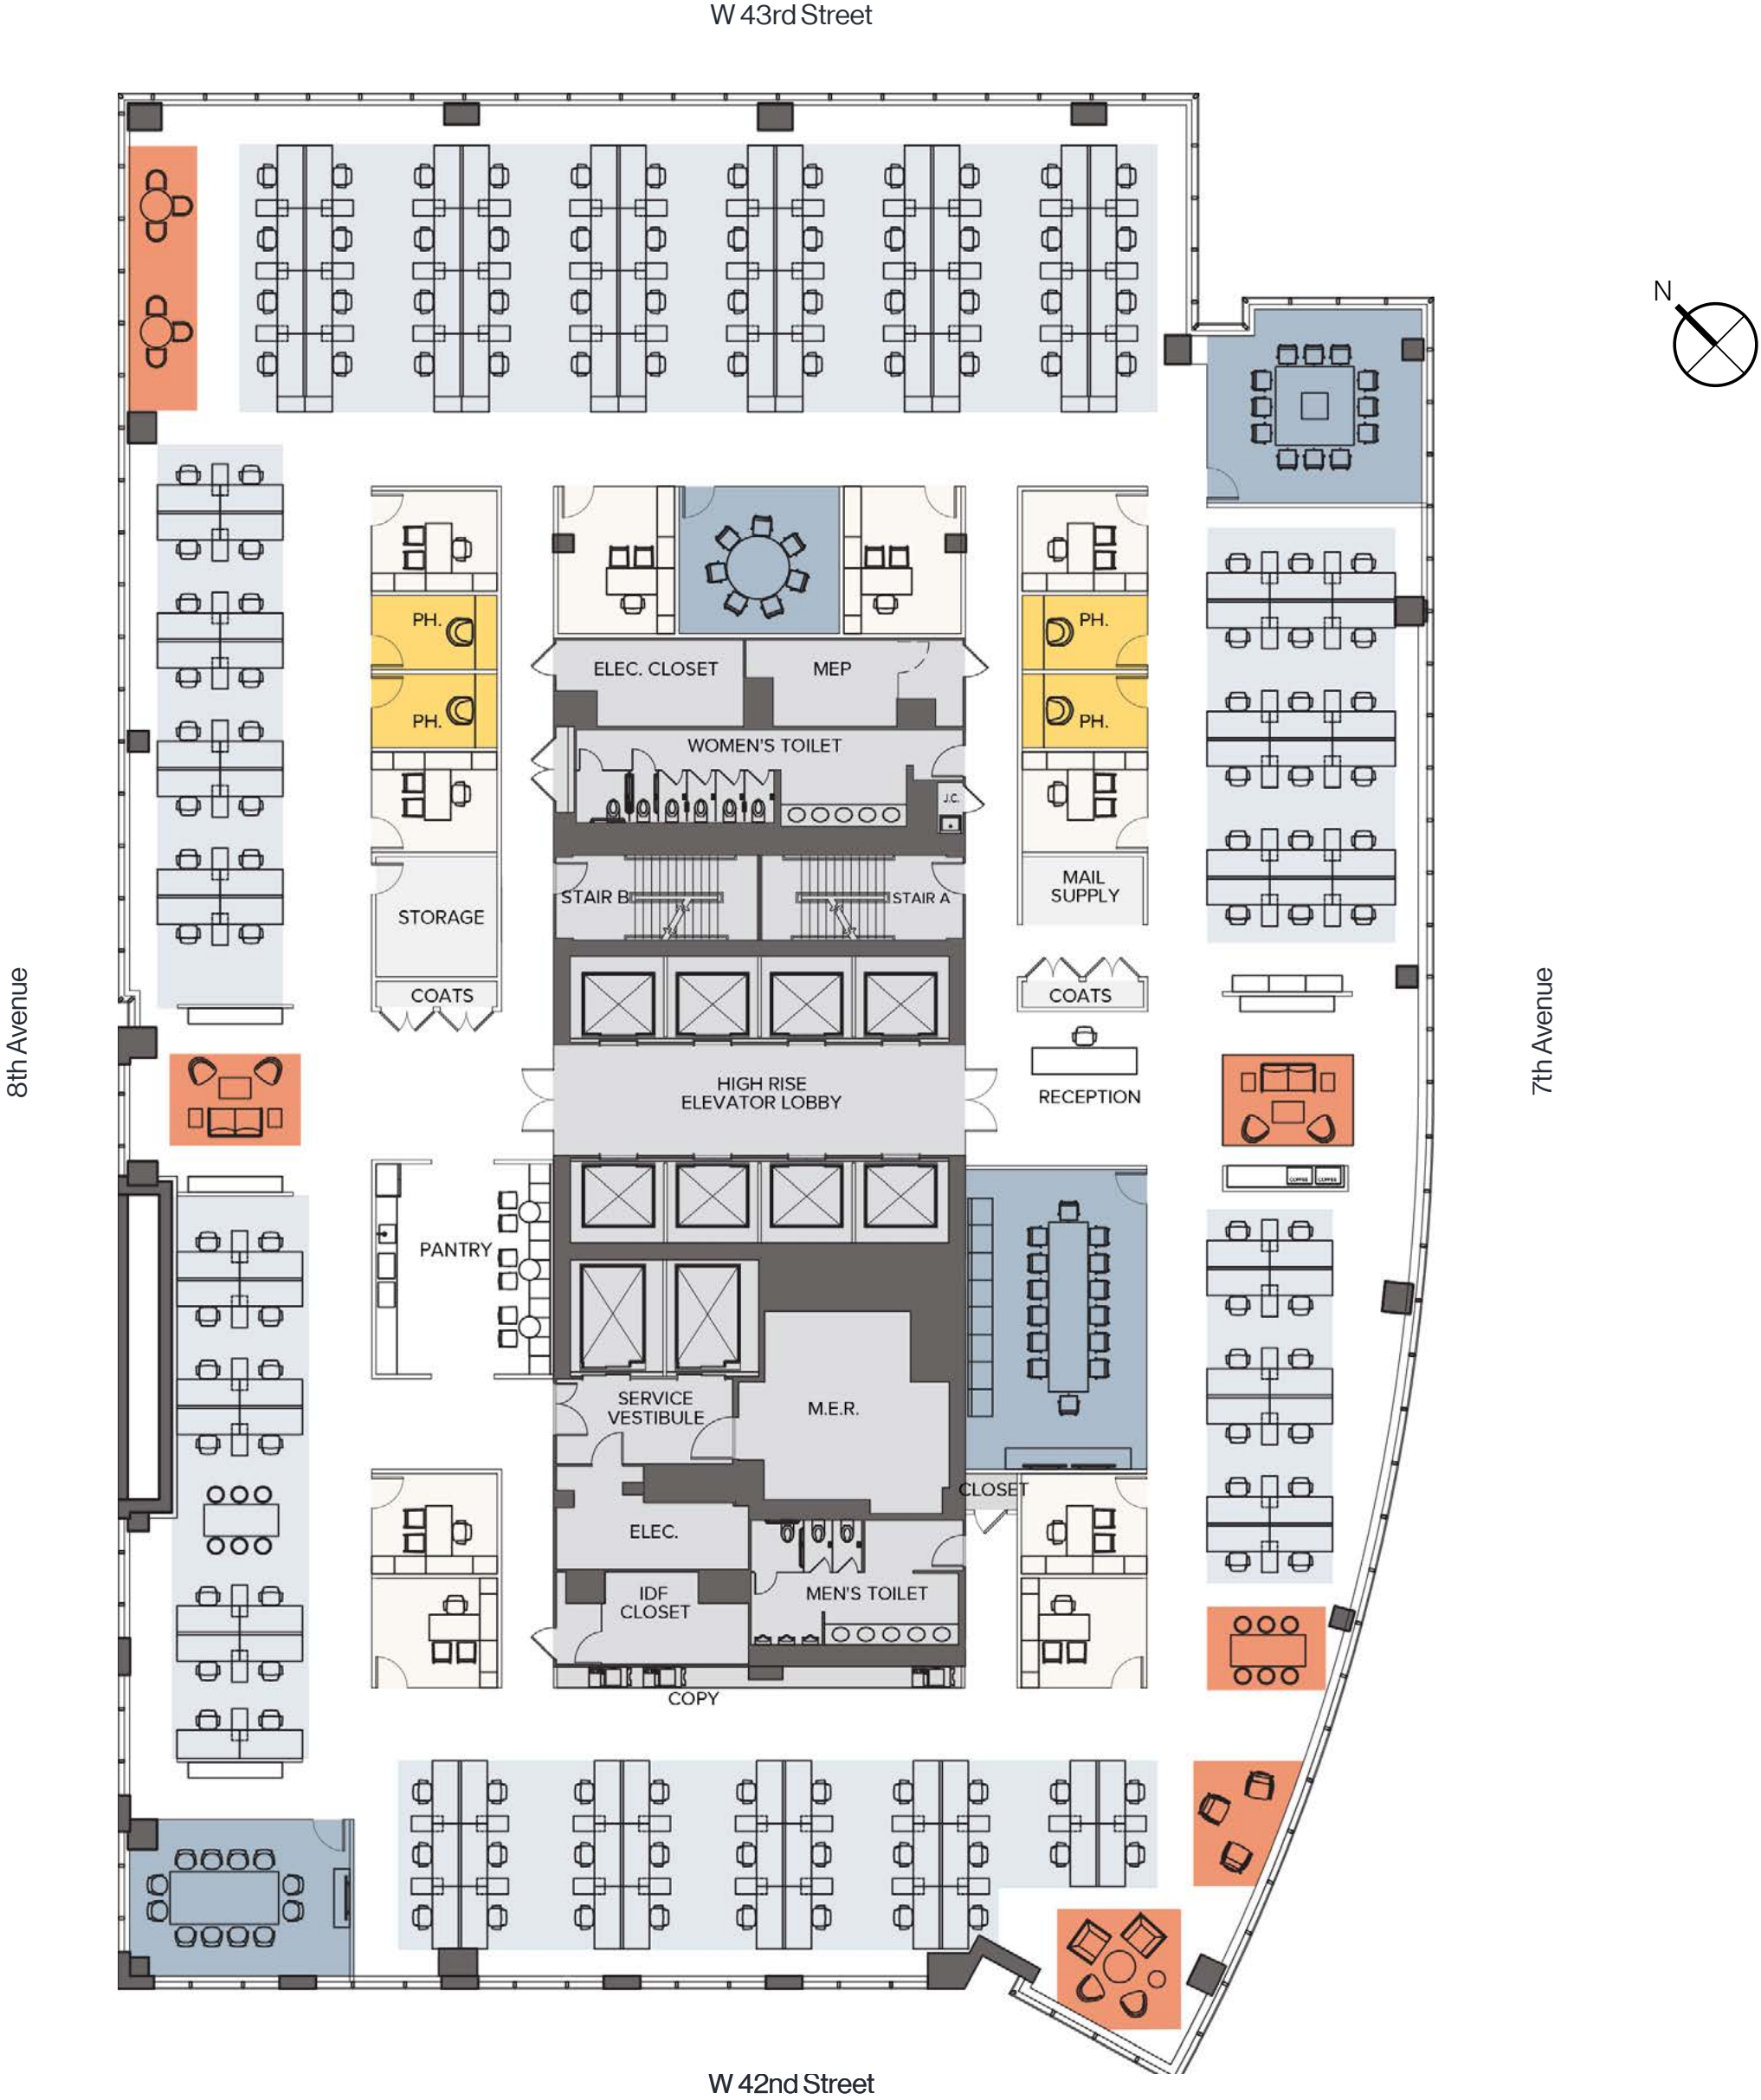 W 43rd Street
N
PH.
PH.
ELEC. CLOSET
MEP
PH.
PH.
WOMEN'S TOILET
J.C.
STAIR B
STAIR A
MAIL
SUPPLY
STORAGE
COATS
COATS
8th Avenue
7th Avenue
HIGH RISE
ELEVATOR LOBBY
RECEPTION
COFFEE COFFEE
PANTRY
SERVICE
VESTIBULE
M.E.R.
CLOSET
ELEC.
IDF
CLOSET
MEN'S TOILET
COPY
W 42nd Street